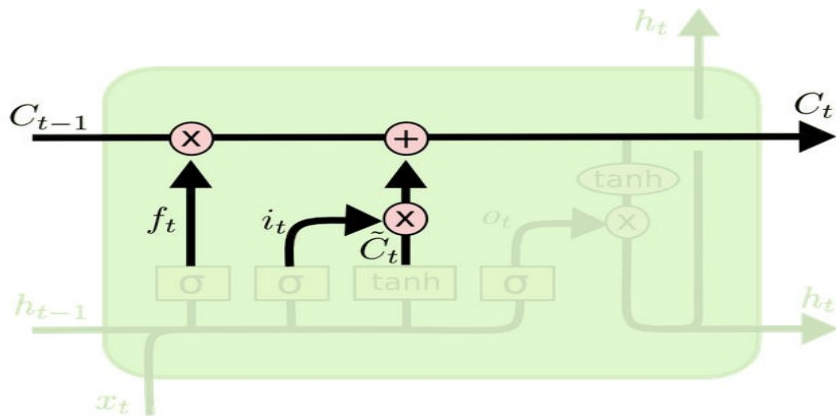 h_t
C_{t-1} C_t
× +
tanh
f_t i_t × o_t ×
C̃_t
σ σ tanh σ
h_{t-1} h_t
x_t